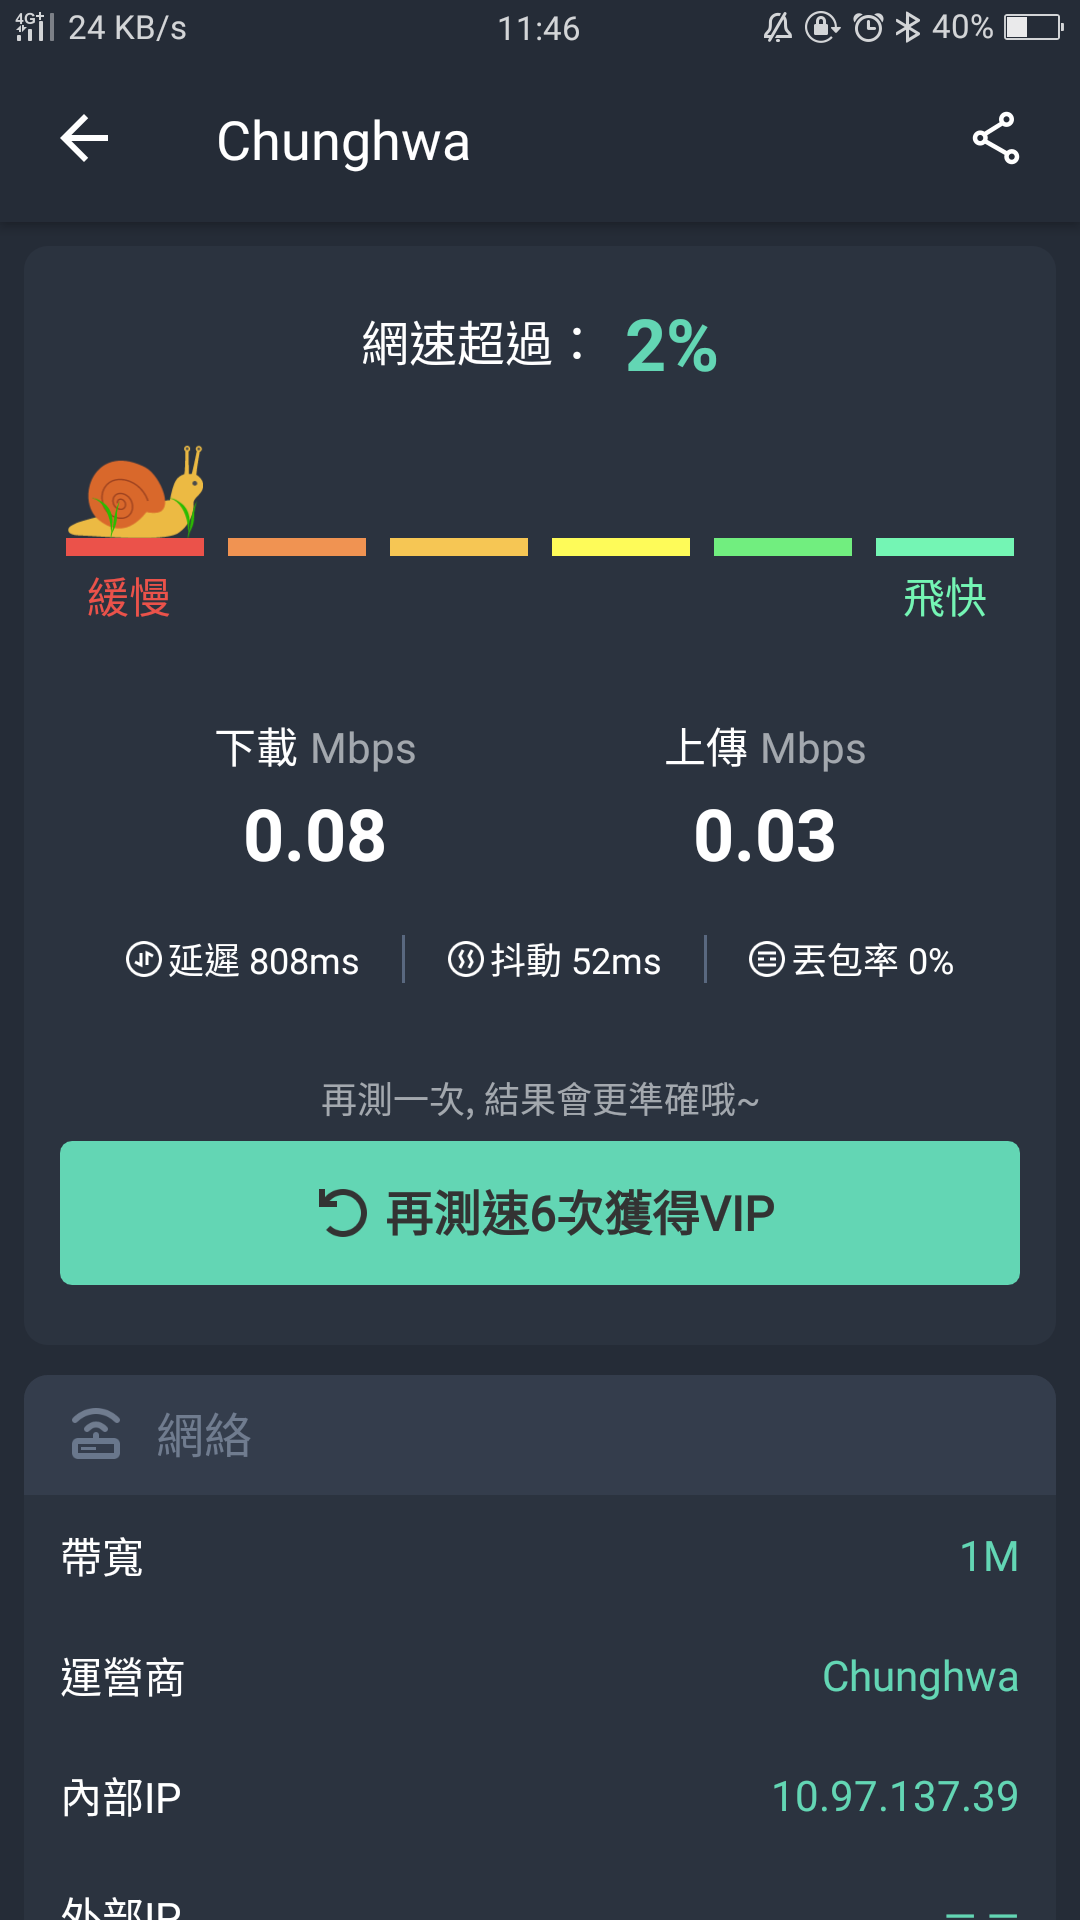 4G+ 24 KB/s 11:46 40%
Chunghwa
網速超過： 2%
緩慢 飛快
下載 Mbps 上傳 Mbps
0.08 0.03
延遲 808ms 抖動 52ms 丟包率 0%
再測一次, 結果會更準確哦~
再測速6次獲得VIP
網絡
帶寬 1M
運營商 Chunghwa
內部IP 10.97.137.39
外部IP